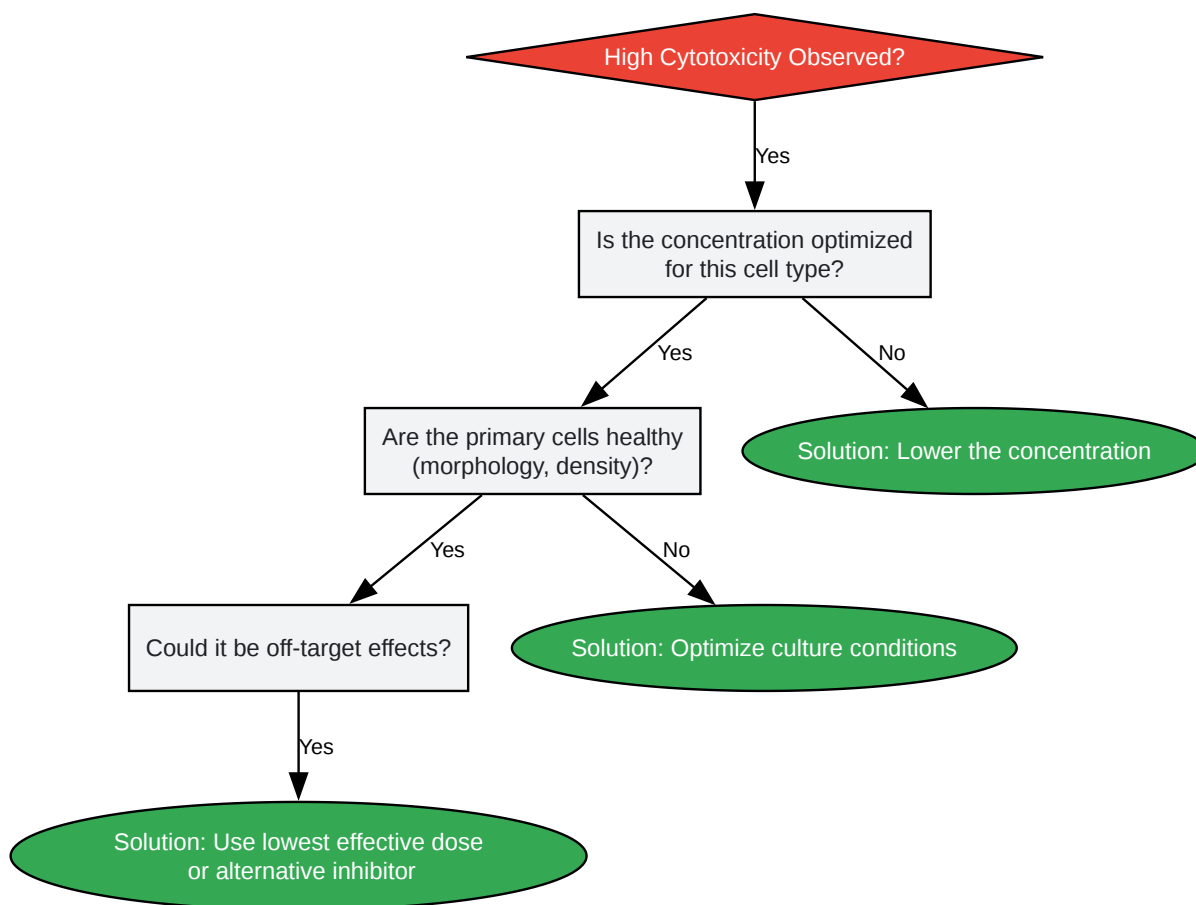 High Cytotoxicity Observed?
Yes
Is the concentration optimized
for this cell type?
Yes
No
Are the primary cells healthy
(morphology, density)?
Solution: Lower the concentration
Yes
No
Could it be off-target effects?
Solution: Optimize culture conditions
Yes
Solution: Use lowest effective dose
or alternative inhibitor